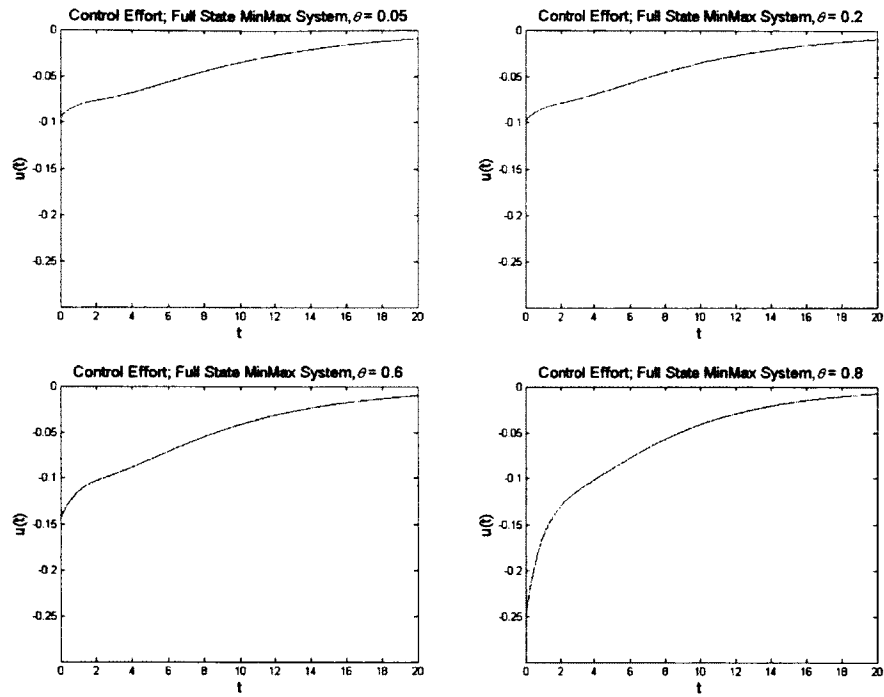 Control Effort; Full State MinMax System, θ = 0.05
0
-0.05
-0.1
-0.15
-0.2
-0.25
u(t)
0 2 4 6 8 10 12 14 16 18 20
t
Control Effort; Full State MinMax System, θ = 0.2
0
-0.05
-0.1
-0.15
-0.2
-0.25
u(t)
0 2 4 6 8 10 12 14 16 18 20
t
Control Effort; Full State MinMax System, θ = 0.6
0
-0.05
-0.1
-0.15
-0.2
-0.25
u(t)
0 2 4 6 8 10 12 14 16 18 20
t
Control Effort; Full State MinMax System, θ = 0.8
0
-0.05
-0.1
-0.15
-0.2
-0.25
u(t)
0 2 4 6 8 10 12 14 16 18 20
t